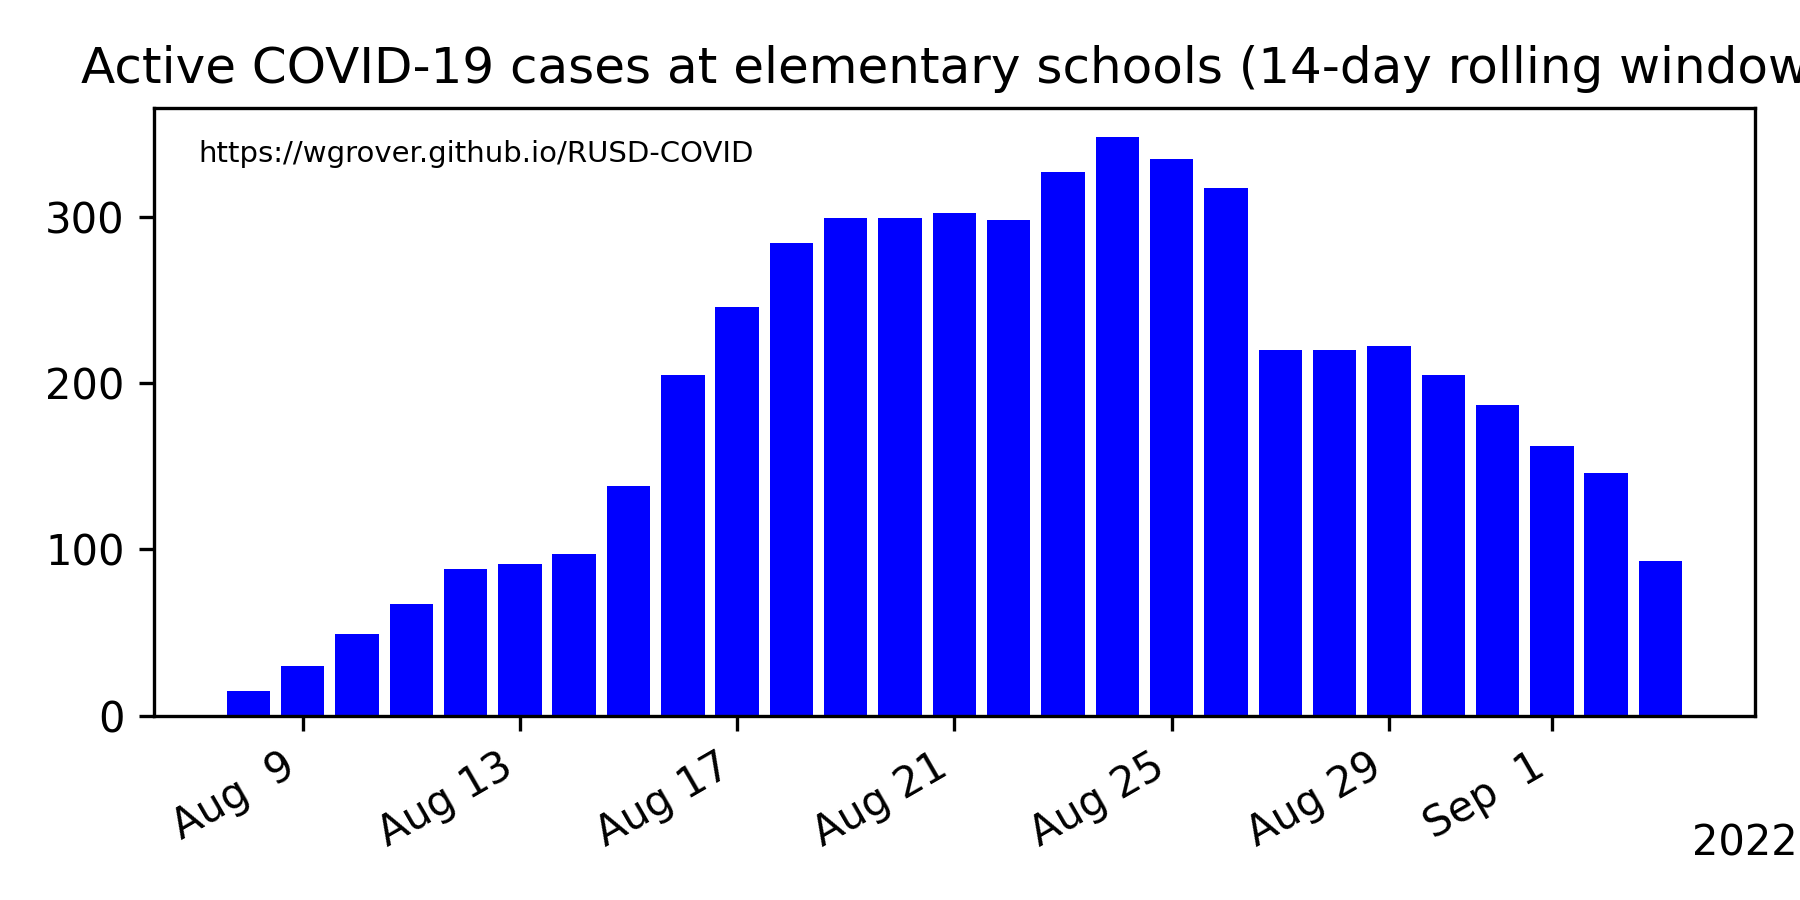 Active COVID-19 cases at elementary schools (14-day rolling window
https://wgrover.github.io/RUSD-COVID
300
200
100
0
Aug 9
Aug 13
Aug 17
Aug 21
Aug 25
Aug 29
Sep 1
2022